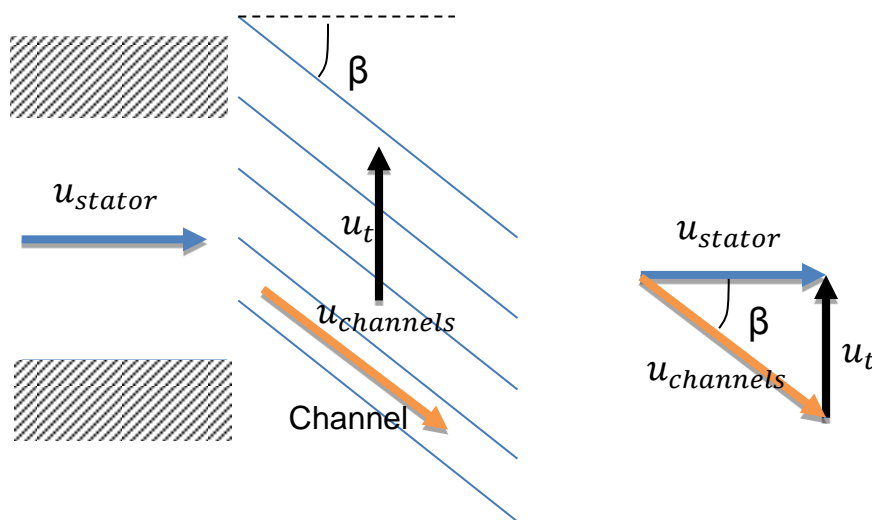 β
u_stator
u_t
u_channels
Channel
u_stator
β
u_channels
u_t